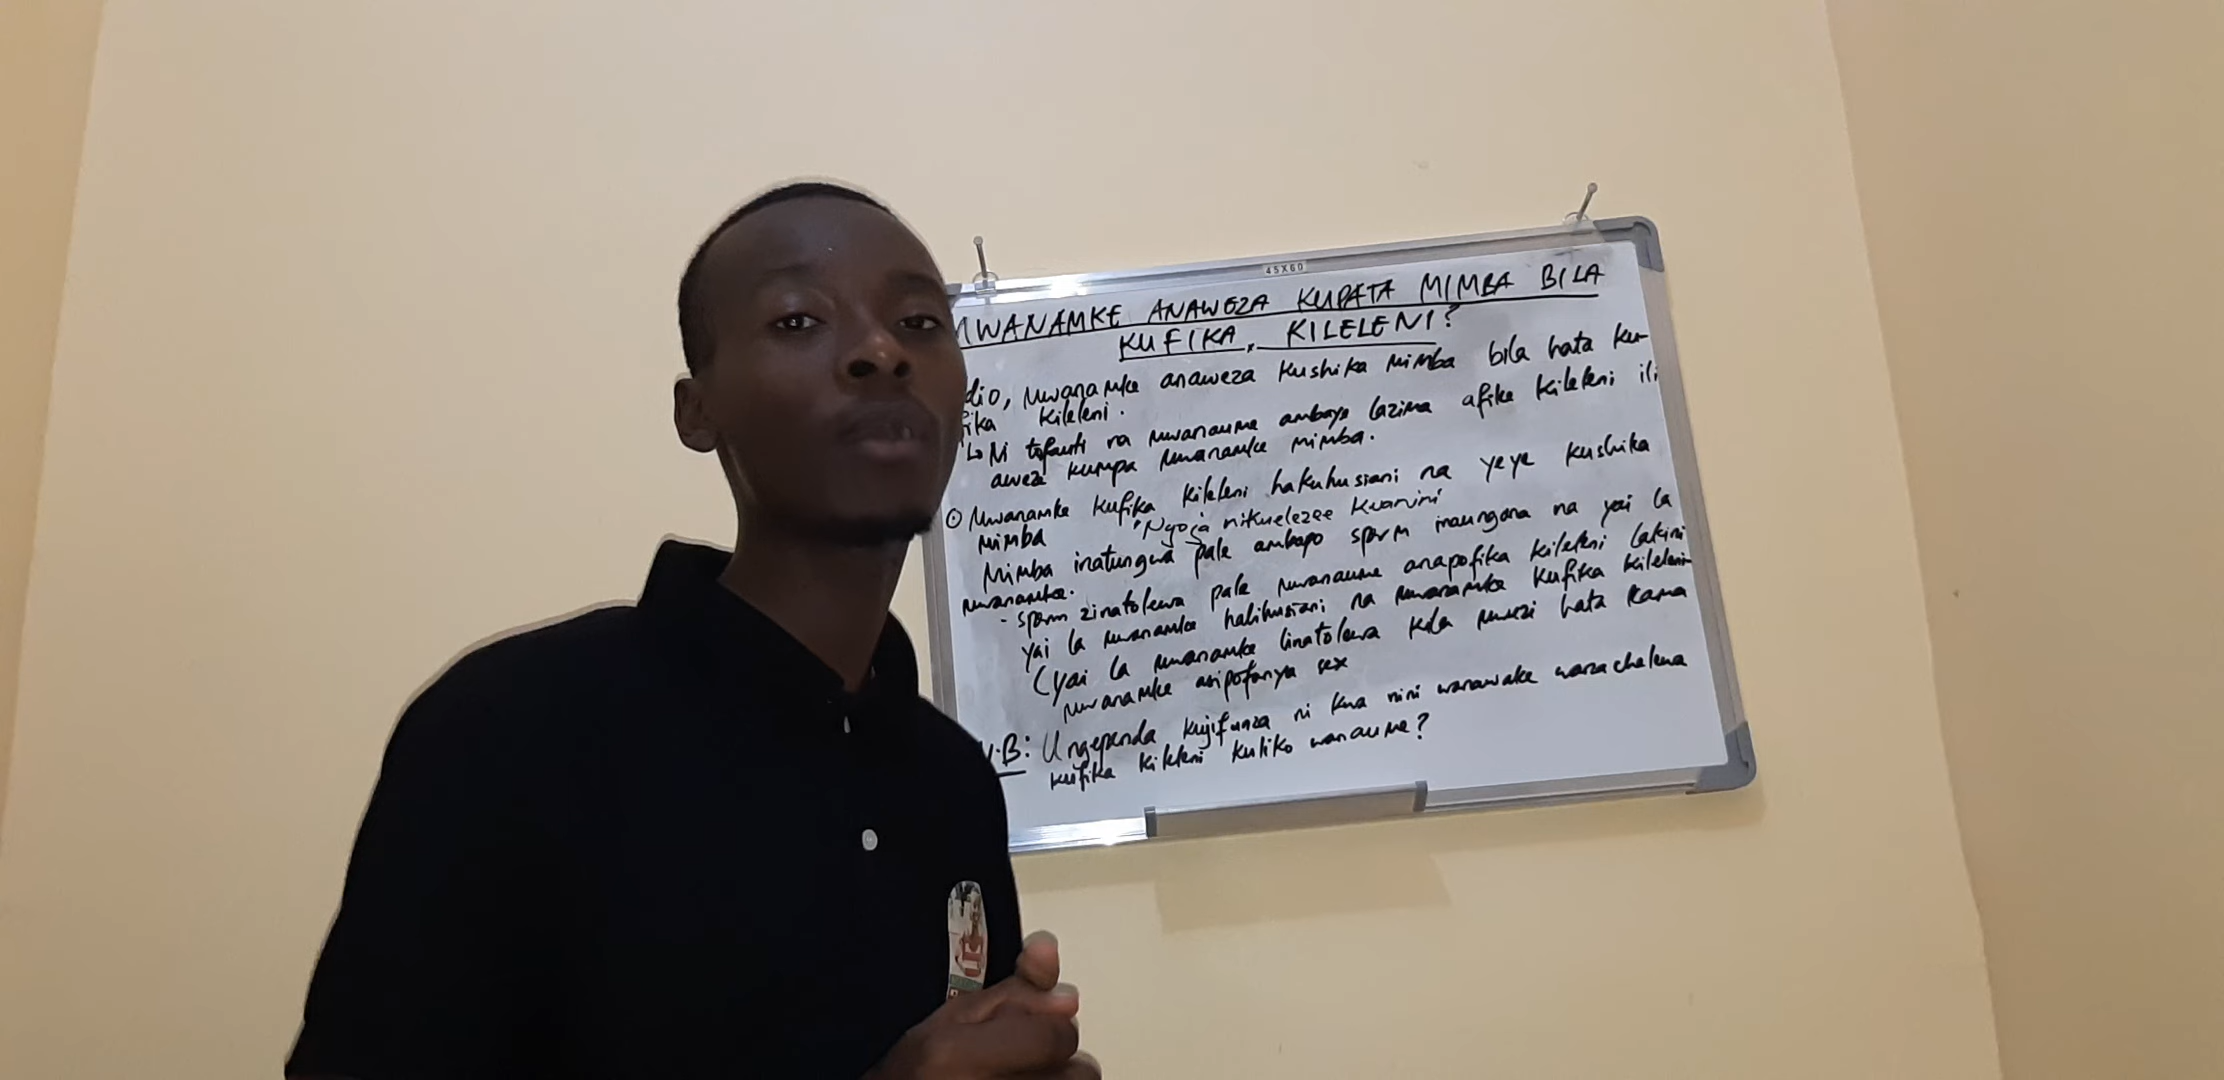 45X60
MWANAMKE ANAWEZA KUPATA MIMBA BILA
KUFIKA KILELENI?
dio, Mwanamke anaweza kushika mimba bila hata ku-
fika kileleni.
Ni tofauti na mwanaume ambaye lazima afike kileleni ili
aweze kumpa mwanamke mimba.
Mwanamke kufika kileleni hakuhusiani na yeye kushika
mimba "Ngoja nikuelezee kwanini
Mimba inatungwa pale ambapo sperm inaungana na yai la
mwanamke.
- sperm zinatolewa pale mwanaume anapofika kileleni lakini
yai la mwanamke halihusiani na mwanamke kufika kileleni
(yai la mwanamke linatolewa kila mwezi hata kama
mwanamke asipofanya sex
N.B: Ungependa kujifunza ni kwa nini wanawake wanachelewa
kufika kileleni kuliko wanaume?